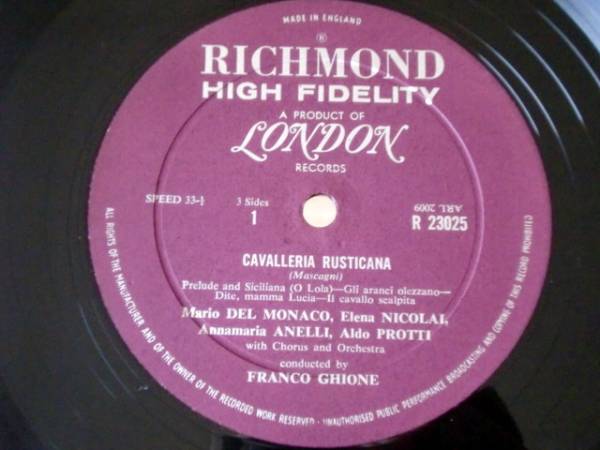 MADE IN ENGLAND
®
RICHMOND
HIGH FIDELITY
A PRODUCT OF
LONDON
RECORDS
SPEED 33-⅓
3 Sides
1
ARL 2009
R 23025
CAVALLERIA RUSTICANA
(Mascagni)
Prelude and Siciliana (O Lola)—Gli aranci olezzano—
Dite, mamma Lucia—Il cavallo scalpita
Mario DEL MONACO, Elena NICOLAI,
Annamaria ANELLI, Aldo PROTTI
with Chorus and Orchestra
conducted by
FRANCO GHIONE
ALL RIGHTS OF THE MANUFACTURER AND OF THE OWNER OF THE RECORDED WORK RESERVED · UNAUTHORISED PUBLIC PERFORMANCE BROADCASTING AND COPYING OF THIS RECORD PROHIBITED